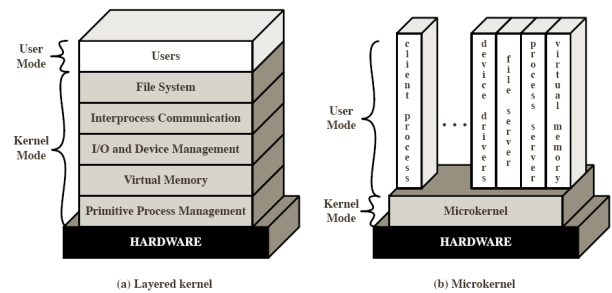 User
Mode
Kernel
Mode
Users
File System
Interprocess Communication
I/O and Device Management
Virtual Memory
Primitive Process Management
HARDWARE
(a) Layered kernel
User
Mode
Kernel
Mode
client process
. . .
device drivers
file server
process server
virtual memory
Microkernel
HARDWARE
(b) Microkernel